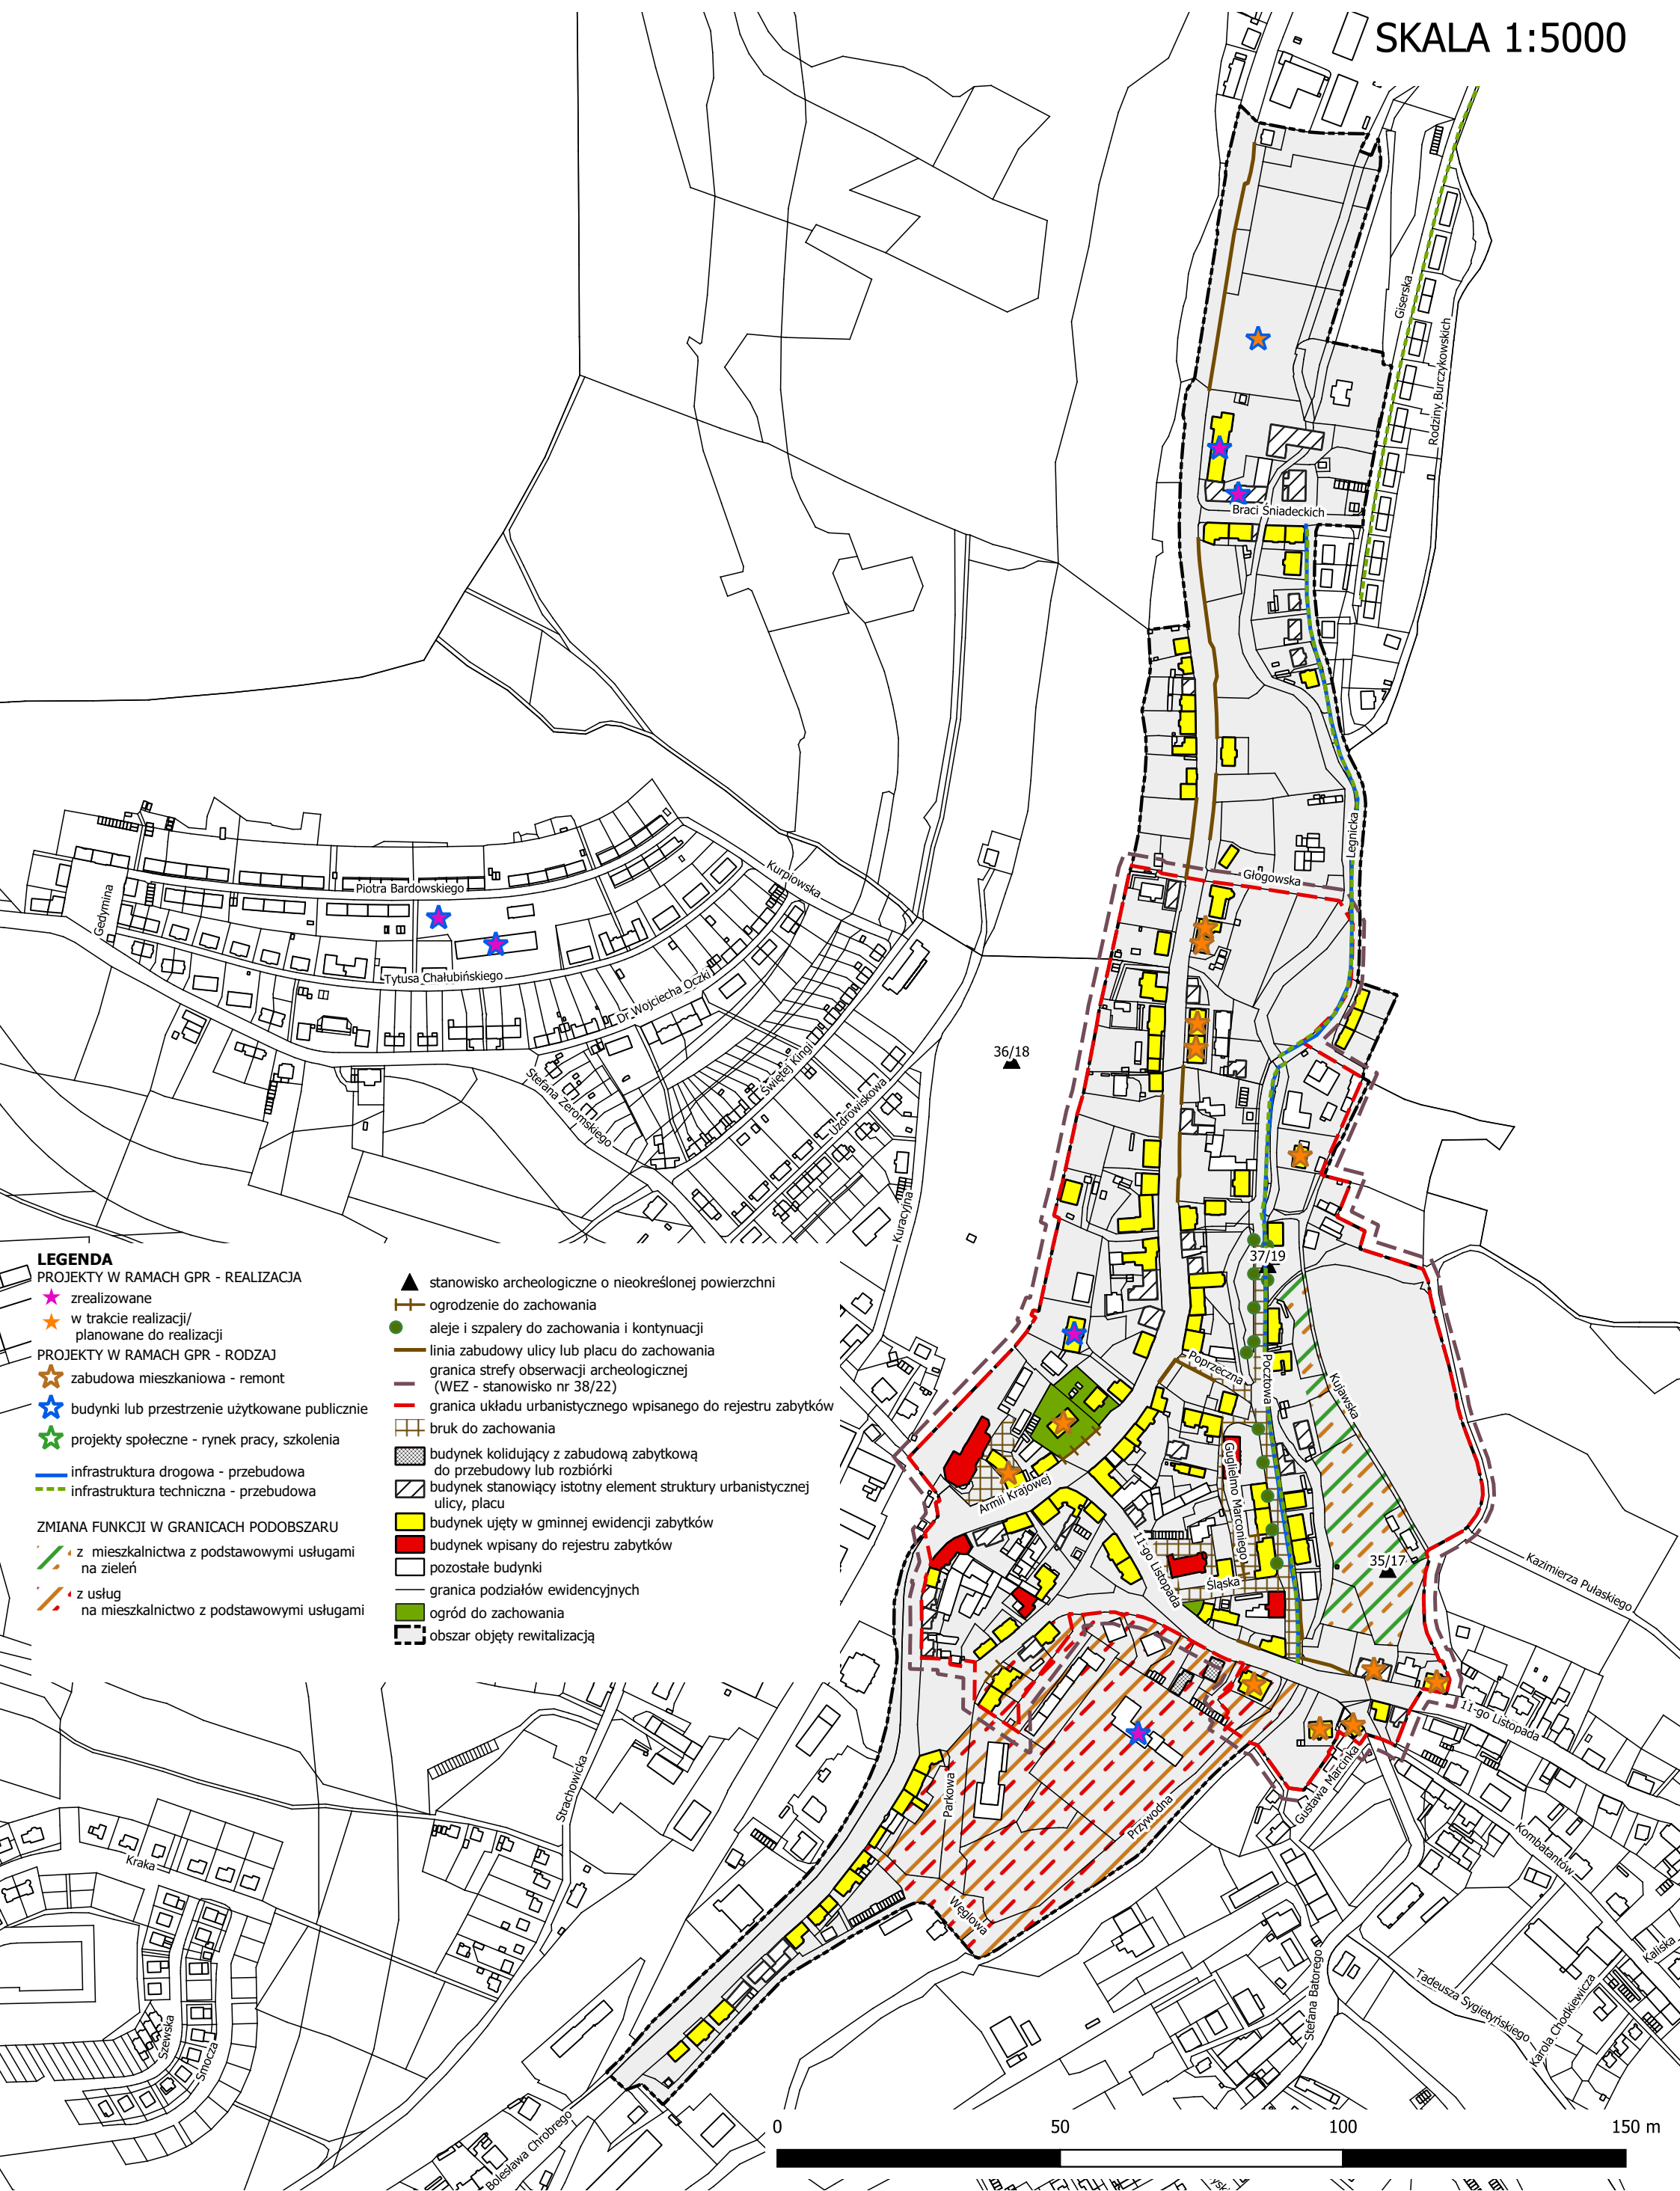 SKALA 1:5000
Giserska
Rodziny Burczykowskich
Braci Śniadeckich
Legnicka
Głogowska
Piotra Bardowskiego
Kurpiowska
Gedymina
Tytusa Chałubińskiego
Dr Wojciecha Oczki
Stefana Żeromskiego
Świętej Kingi
Uzdrowiskowa
Kuracyjna
36/18
37/19
LEGENDA
PROJEKTY W RAMACH GPR - REALIZACJA
zrealizowane
w trakcie realizacji/
planowane do realizacji
PROJEKTY W RAMACH GPR - RODZAJ
zabudowa mieszkaniowa - remont
budynki lub przestrzenie użytkowane publicznie
projekty społeczne - rynek pracy, szkolenia
infrastruktura drogowa - przebudowa
infrastruktura techniczna - przebudowa
ZMIANA FUNKCJI W GRANICACH PODOBSZARU
z mieszkalnictwa z podstawowymi usługami
na zieleń
z usług
na mieszkalnictwo z podstawowymi usługami
stanowisko archeologiczne o nieokreślonej powierzchni
ogrodzenie do zachowania
aleje i szpalery do zachowania i kontynuacji
linia zabudowy ulicy lub placu do zachowania
granica strefy obserwacji archeologicznej
(WEZ - stanowisko nr 38/22)
granica układu urbanistycznego wpisanego do rejestru zabytków
bruk do zachowania
budynek kolidujący z zabudową zabytkową
do przebudowy lub rozbiórki
budynek stanowiący istotny element struktury urbanistycznej
ulicy, placu
budynek ujęty w gminnej ewidencji zabytków
budynek wpisany do rejestru zabytków
pozostałe budynki
granica podziałów ewidencyjnych
ogród do zachowania
obszar objęty rewitalizacją
Poprzeczna
Pocztowa
Kujawska
Guglielmo Marconiego
Armii Krajowej
11-go Listopada
Śląska
35/17
Kazimierza Pułaskiego
11-go Listopada
Gustawa Marcinka
Kombatantów
Parkowa
Przywodna
Węglowa
Strachowicka
Kraka
Szewska
Smocza
Bolesława Chrobrego
Stefana Batorego
Tadeusza Sygietyńskiego
Karola Chodkiewicza
Kaliska
0 50 100 150 m